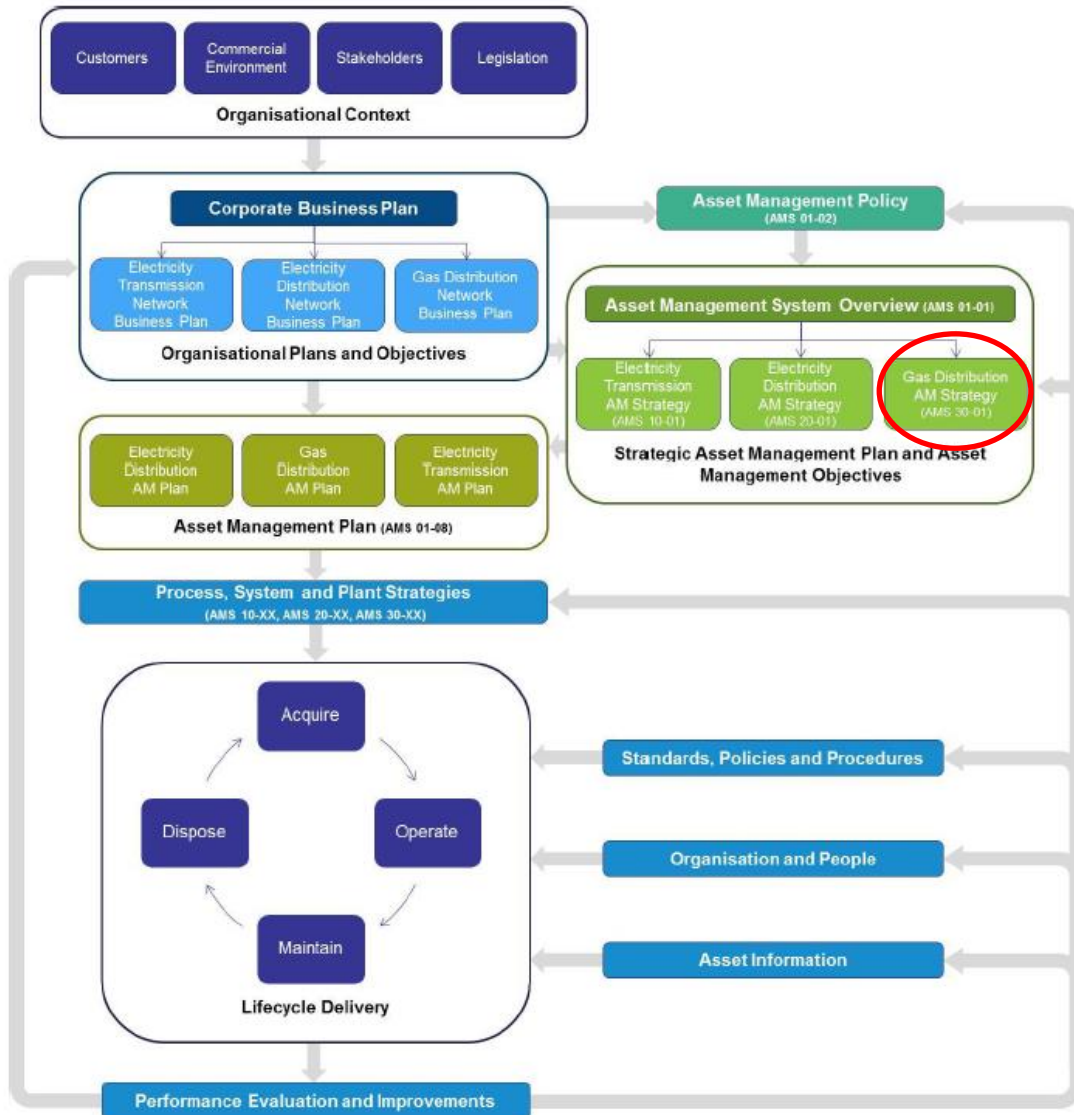 Customers
Commercial
Environment
Stakeholders
Legislation
Organisational Context
Corporate Business Plan
Electricity
Transmission
Network
Business Plan
Electricity
Distribution
Network
Business Plan
Gas Distribution
Network
Business Plan
Organisational Plans and Objectives
Asset Management Policy
(AMS 01-02)
Asset Management System Overview (AMS 01-01)
Electricity
Transmission
AM Strategy
(AMS 10-01)
Electricity
Distribution
AM Strategy
(AMS 20-01)
Gas Distribution
AM Strategy
(AMS 30-01)
Strategic Asset Management Plan and Asset
Management Objectives
Electricity
Distribution
AM Plan
Gas
Distribution
AM Plan
Electricity
Transmission
AM Plan
Asset Management Plan (AMS 01-08)
Process, System and Plant Strategies
(AMS 10-XX, AMS 20-XX, AMS 30-XX)
Acquire
Dispose
Operate
Maintain
Lifecycle Delivery
Standards, Policies and Procedures
Organisation and People
Asset Information
Performance Evaluation and Improvements